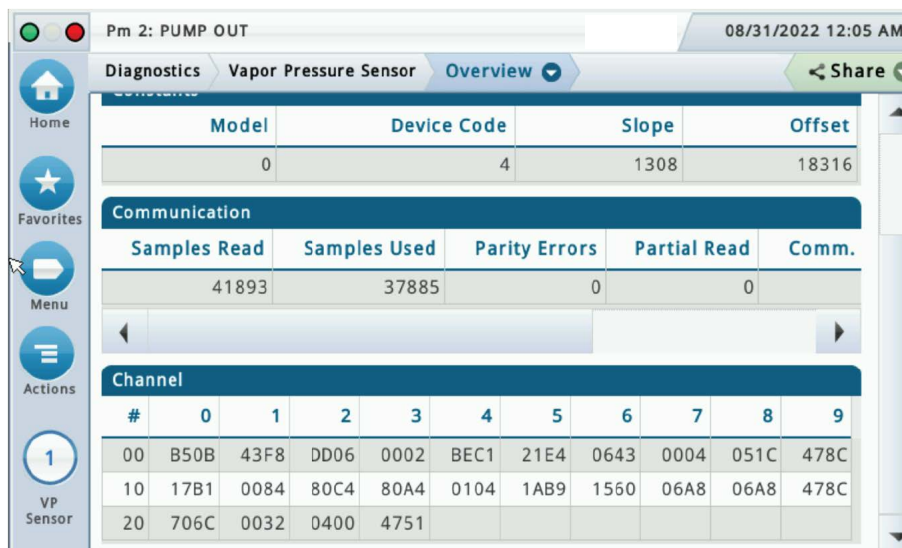 Pm 2: PUMP OUT
08/31/2022 12:05 AM
Diagnostics Vapor Pressure Sensor Overview Share
Home
Favorites
Menu
Actions
1
VP
Sensor
Constants
Model Device Code Slope Offset
0 4 1308 18316
Communication
Samples Read Samples Used Parity Errors Partial Read Comm.
41893 37885 0 0
Channel
# 0 1 2 3 4 5 6 7 8 9
00 B50B 43F8 DD06 0002 BEC1 21E4 0643 0004 051C 478C
10 17B1 0084 80C4 80A4 0104 1AB9 1560 06A8 06A8 478C
20 706C 0032 0400 4751